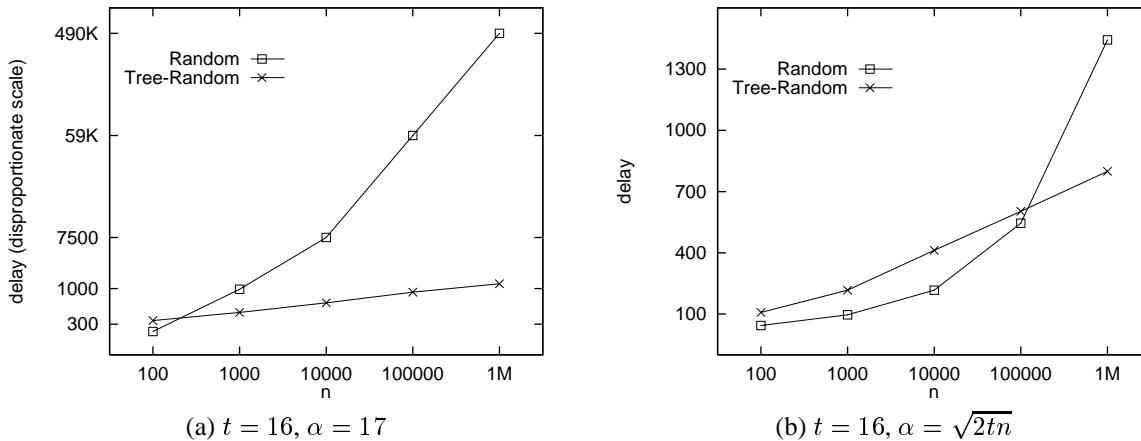 490K
59K
7500
1000
300
delay (disproportionate scale)
Random
Tree-Random
100 1000 10000 100000 1M
n
(a) t = 16, α = 17
1300
1000
700
400
100
delay
Random
Tree-Random
100 1000 10000 100000 1M
n
(b) t = 16, α = √2tn